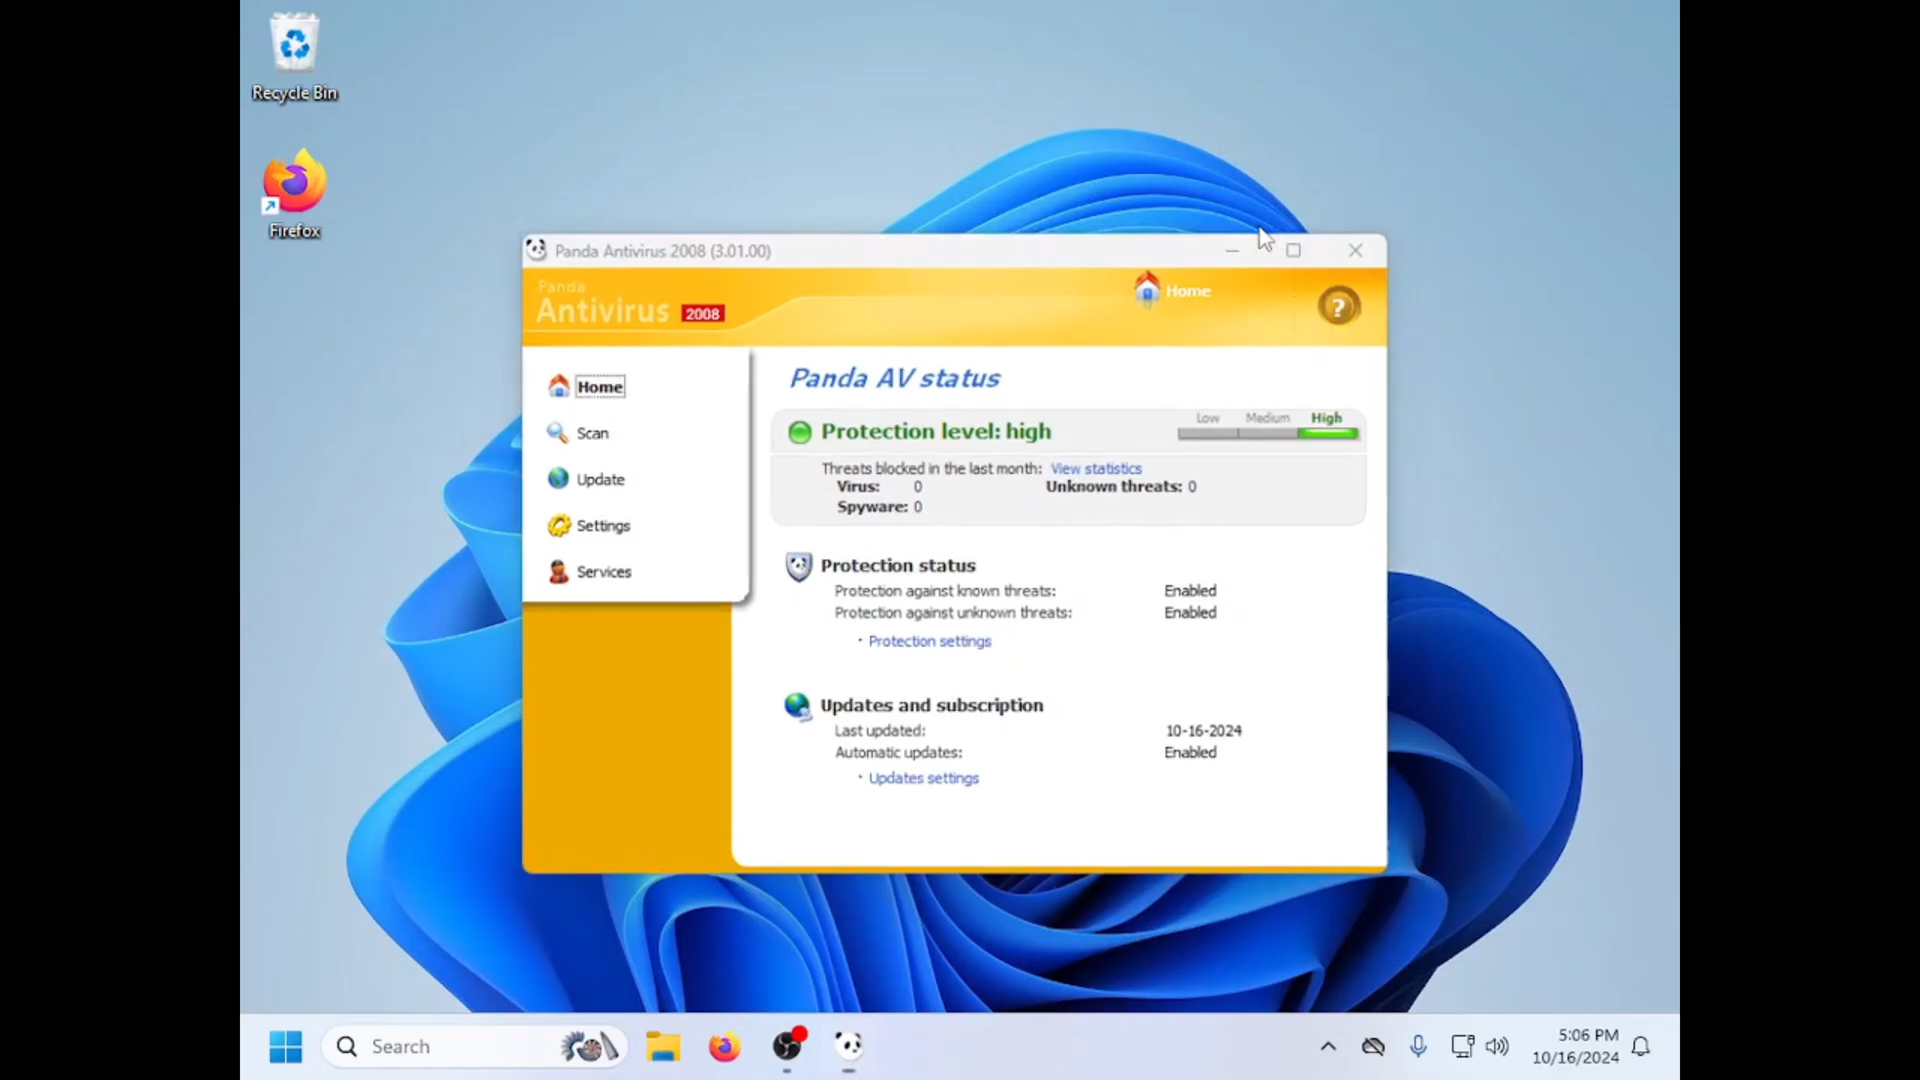 Recycle Bin
Firefox
Panda Antivirus 2008 (3.01.00)
Panda
Antivirus 2008
Home
?
Home
Scan
Update
Settings
Services
Panda AV status
Protection level: high
Low Medium High
Threats blocked in the last month: View statistics
Virus: 0 Unknown threats: 0
Spyware: 0
Protection status
Protection against known threats: Enabled
Protection against unknown threats: Enabled
· Protection settings
Updates and subscription
Last updated: 10-16-2024
Automatic updates: Enabled
· Updates settings
Search
5:06 PM
10/16/2024